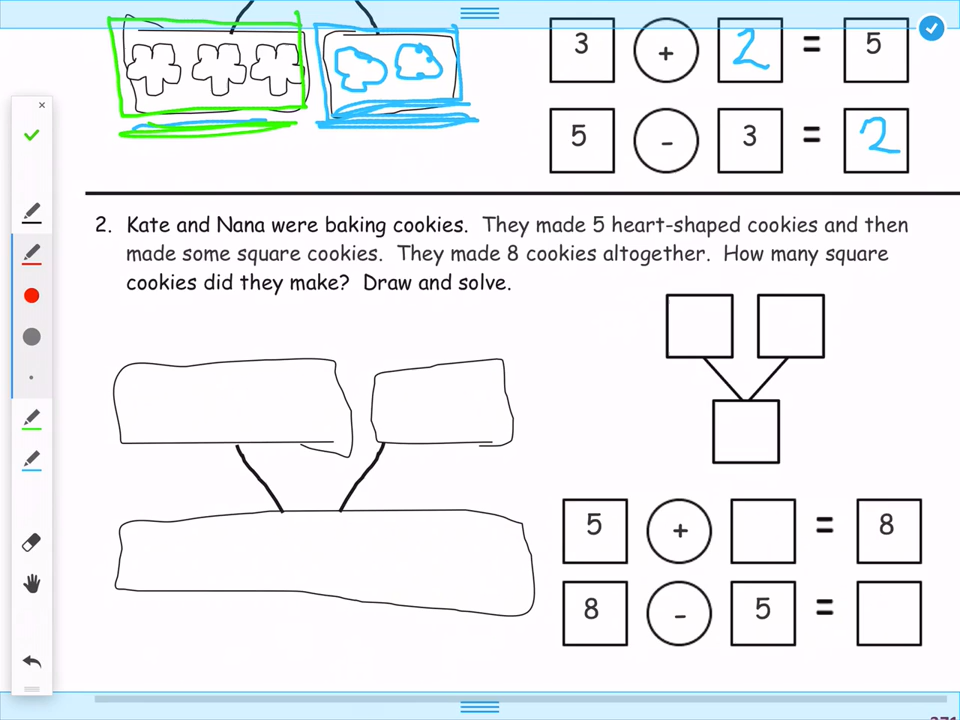 3 + 2 = 5
5 - 3 = 2
2. Kate and Nana were baking cookies. They made 5 heart-shaped cookies and then
made some square cookies. They made 8 cookies altogether. How many square
cookies did they make? Draw and solve.
5 + = 8
8 - 5 =